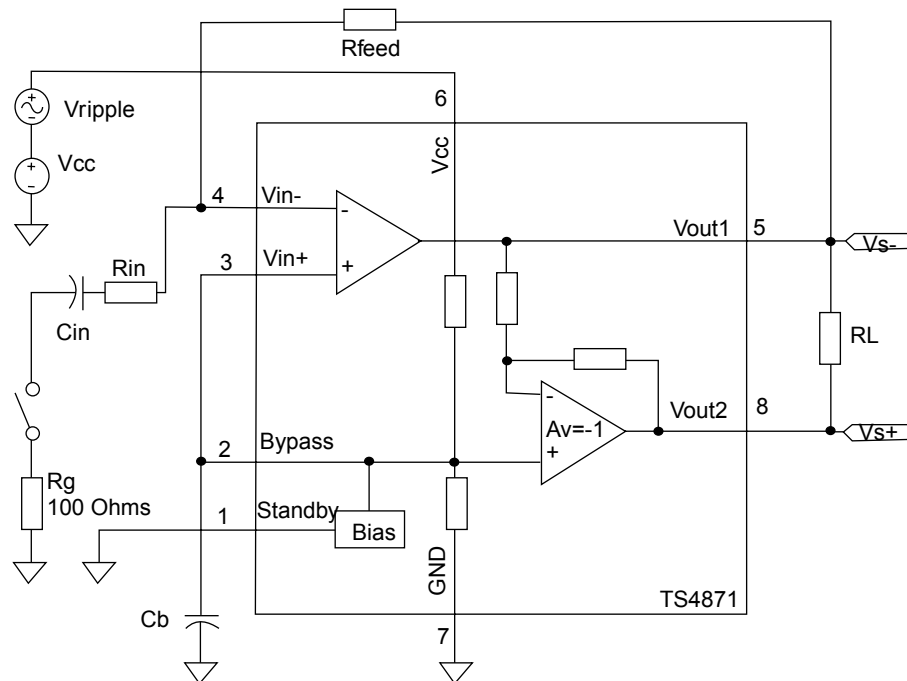 Rfeed
6
Vripple
Vcc
Vcc
4
Vin-
-
Vout1
5
Vs-
3
Vin+
+
Rin
Cin
RL
-
Av=-1
+
Vout2
8
Vs+
2
Bypass
Rg
100 Ohms
1
Standby
Bias
GND
TS4871
Cb
7